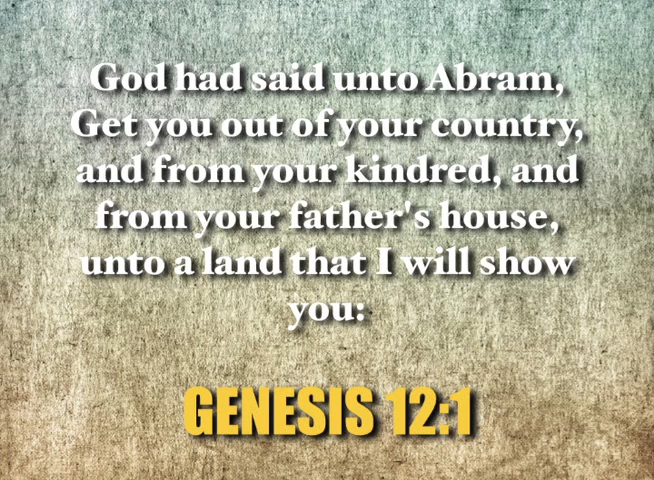 God had said unto Abram,
Get you out of your country,
and from your kindred, and
from your father's house,
unto a land that I will show
you:
GENESIS 12:1